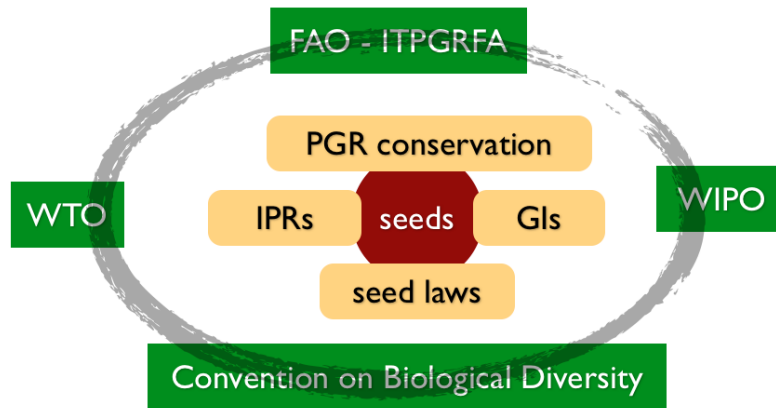 FAO - ITPGRFA
PGR conservation
WTO
IPRs
seeds
GIs
WIPO
seed laws
Convention on Biological Diversity